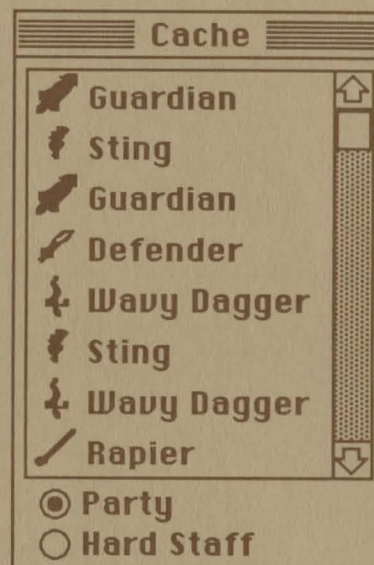 Cache
Guardian
Sting
Guardian
Defender
Wavy Dagger
Sting
Wavy Dagger
Rapier
Party
Hard Staff